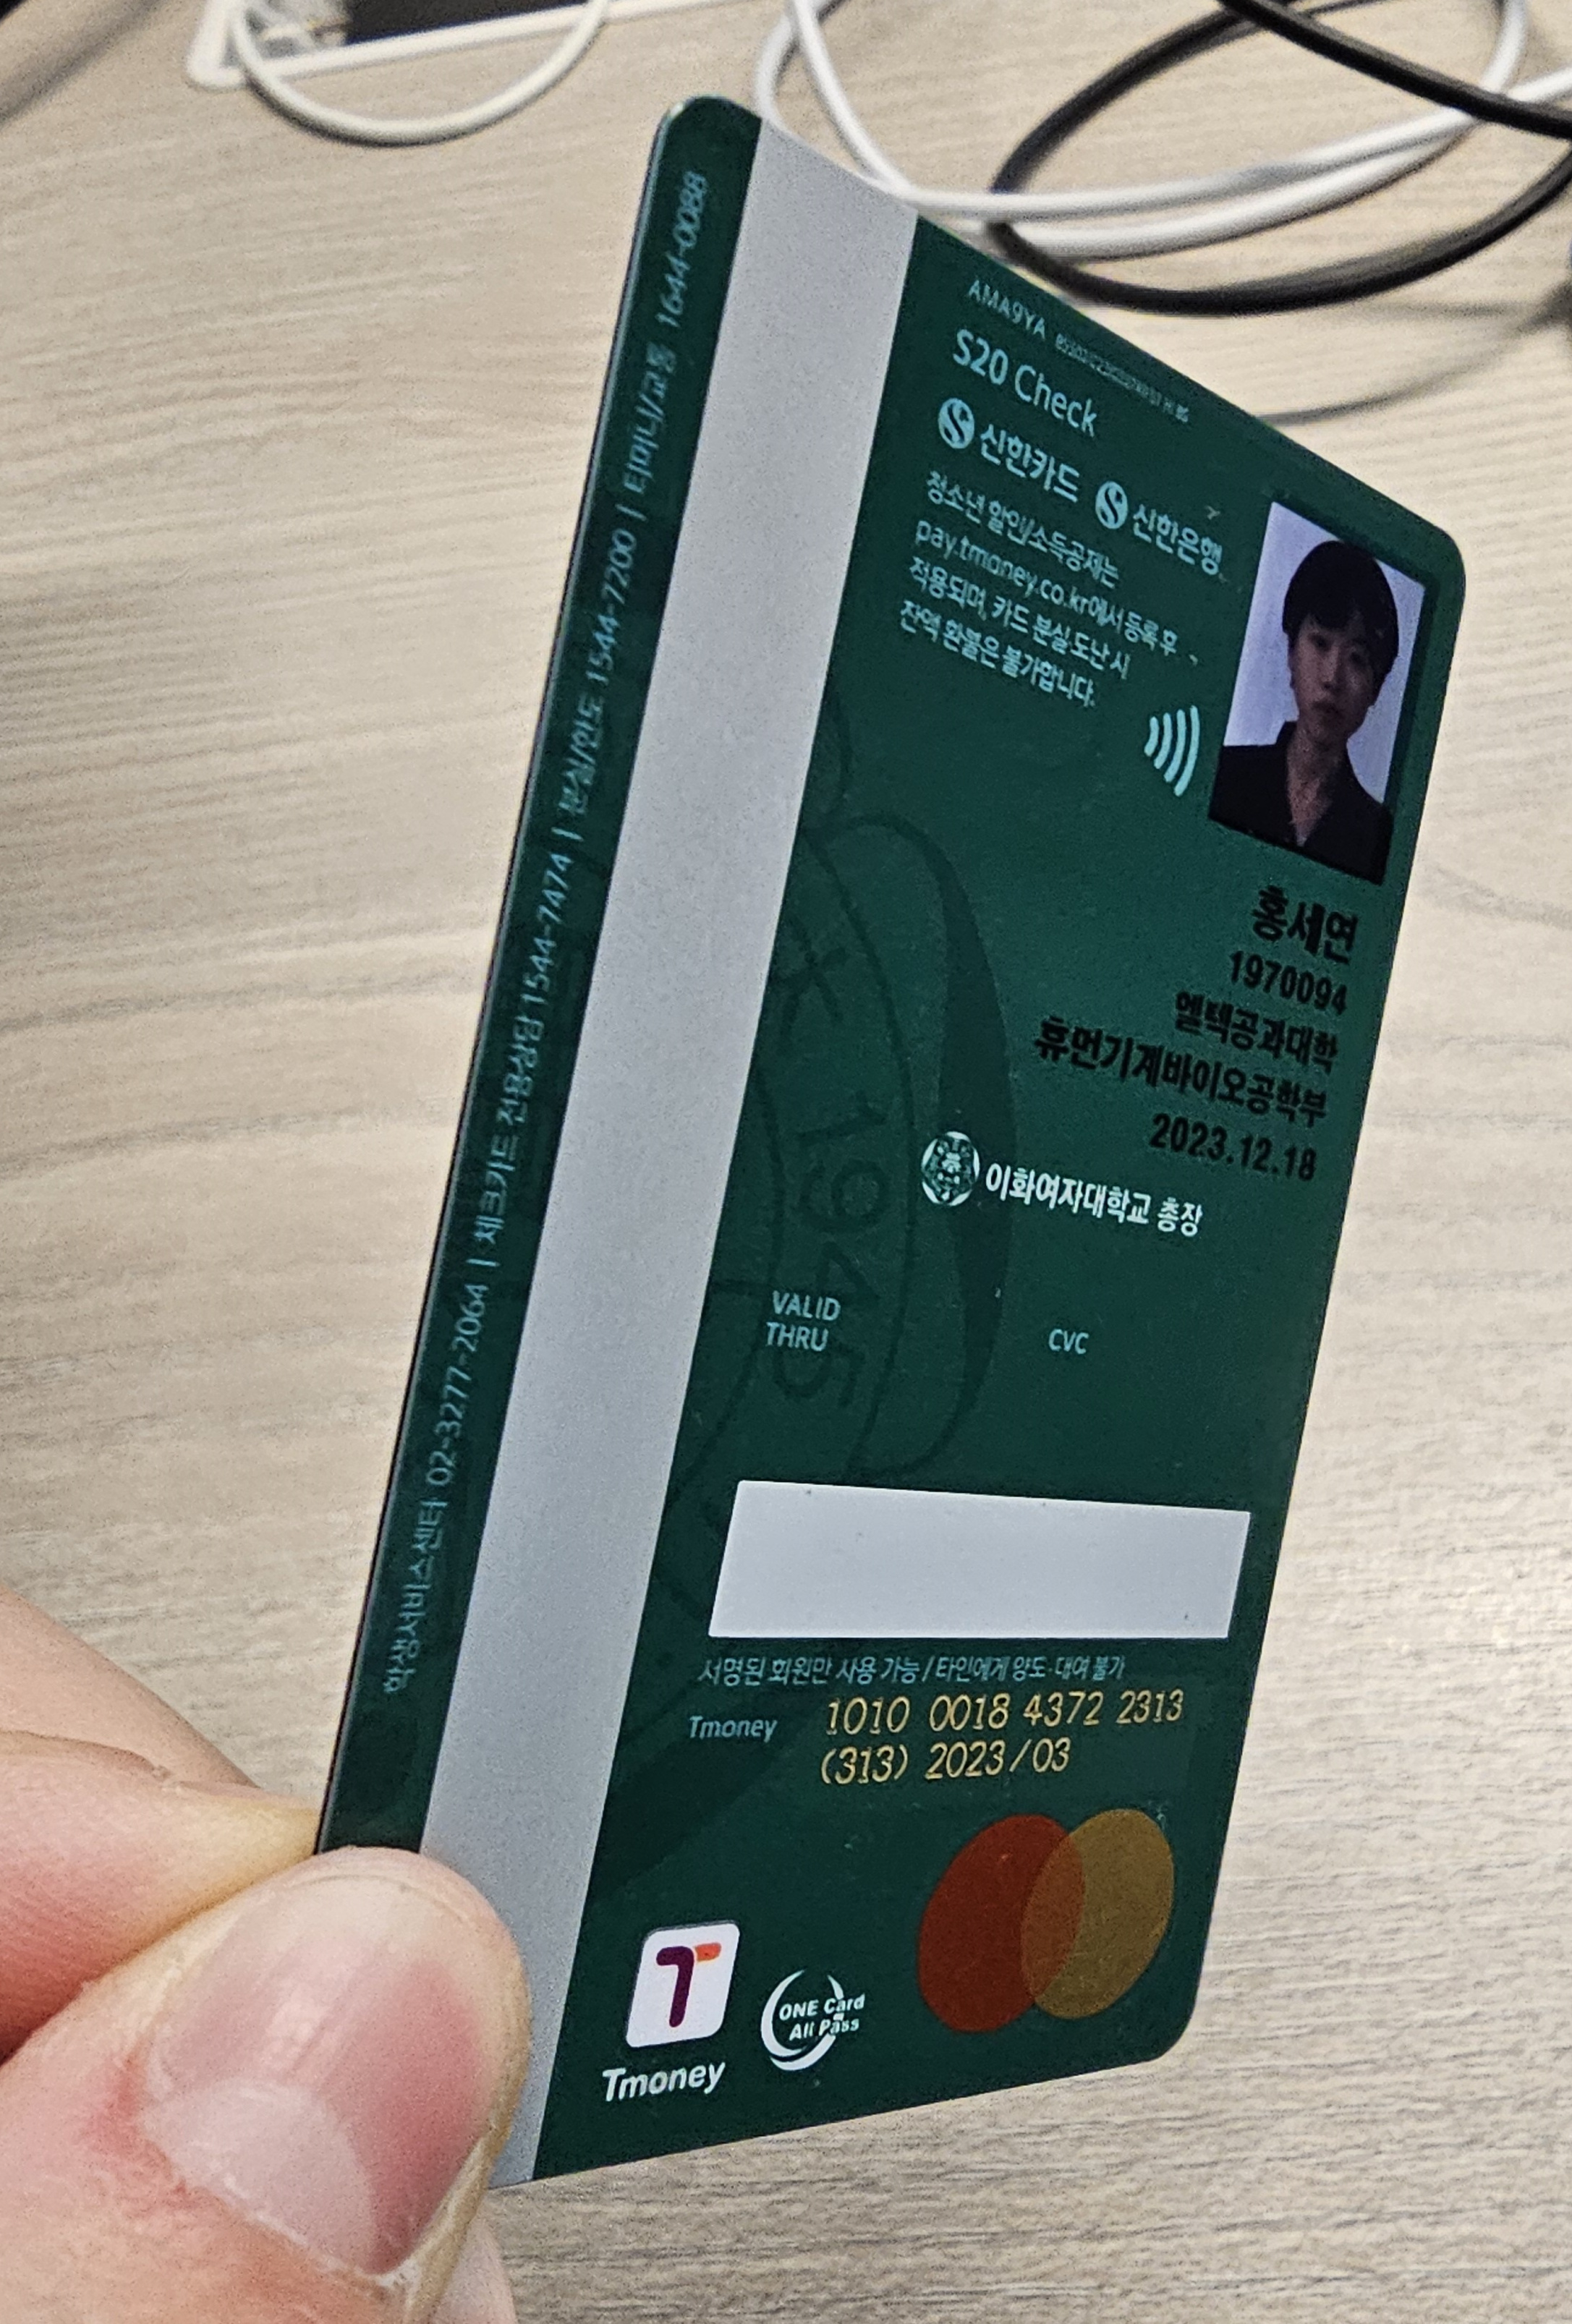 AMA9YA
S20 Check
신한카드 신한은행
청소년 할인/소득공제는
pay.tmoney.co.kr에서 등록 후
적용되며, 카드 분실 도난 시
잔액 환불은 불가합니다.
홍세연
1970094
엘텍공과대학
휴먼기계바이오공학부
2023.12.18
이화여자대학교 총장
1945
VALID
THRU
CVC
서명된 회원만 사용 가능 / 타인에게 양도·대여 불가
Tmoney 1010 0018 4372 2313
(313) 2023/03
Tmoney
ONE Card
All Pass
학생서비스센터 02-3277-2064 | 체크카드 전용상담 1544-7474 | 분실/한도 1544-7200 | 티머니/교통 1644-0088